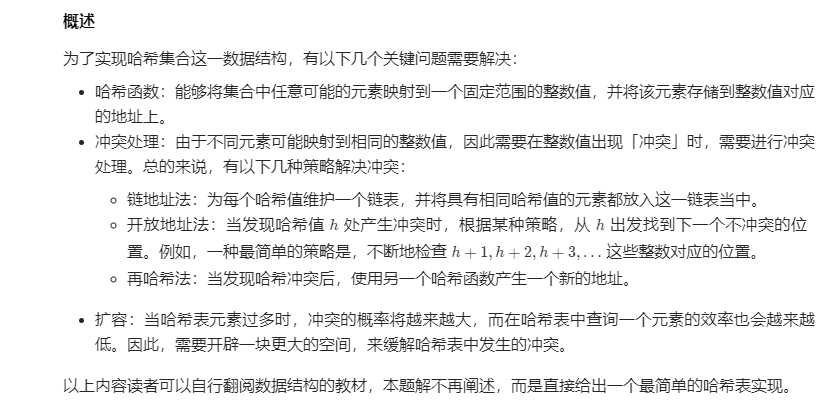 概述
为了实现哈希集合这一数据结构，有以下几个关键问题需要解决：
• 哈希函数：能够将集合中任意可能的元素映射到一个固定范围的整数值，并将该元素存储到整数值对应
的地址上。
• 冲突处理：由于不同元素可能映射到相同的整数值，因此需要在整数值出现「冲突」时，需要进行冲突
处理。总的来说，有以下几种策略解决冲突：
◦ 链地址法：为每个哈希值维护一个链表，并将具有相同哈希值的元素都放入这一链表当中。
◦ 开放地址法：当发现哈希值 h 处产生冲突时，根据某种策略，从 h 出发找到下一个不冲突的位
置。例如，一种最简单的策略是，不断地检查 h + 1, h + 2, h + 3, … 这些整数对应的位置。
◦ 再哈希法：当发现哈希冲突后，使用另一个哈希函数产生一个新的地址。
• 扩容：当哈希表元素过多时，冲突的概率将越来越大，而在哈希表中查询一个元素的效率也会越来越
低。因此，需要开辟一块更大的空间，来缓解哈希表中发生的冲突。
以上内容读者可以自行翻阅数据结构的教材，本题解不再阐述，而是直接给出一个最简单的哈希表实现。